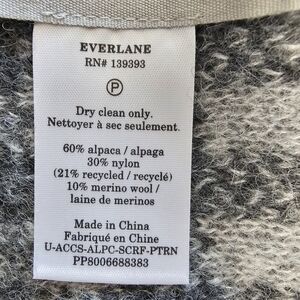 EVERLANE
RN# 139393
P
Dry clean only.
Nettoyer à sec seulement.
60% alpaca / alpaga
30% nylon
(21% recycled / recyclé)
10% merino wool /
laine de merinos
Made in China
Fabriqué en Chine
U-ACCS-ALPC-SCRF-PTRN
PP8006688383